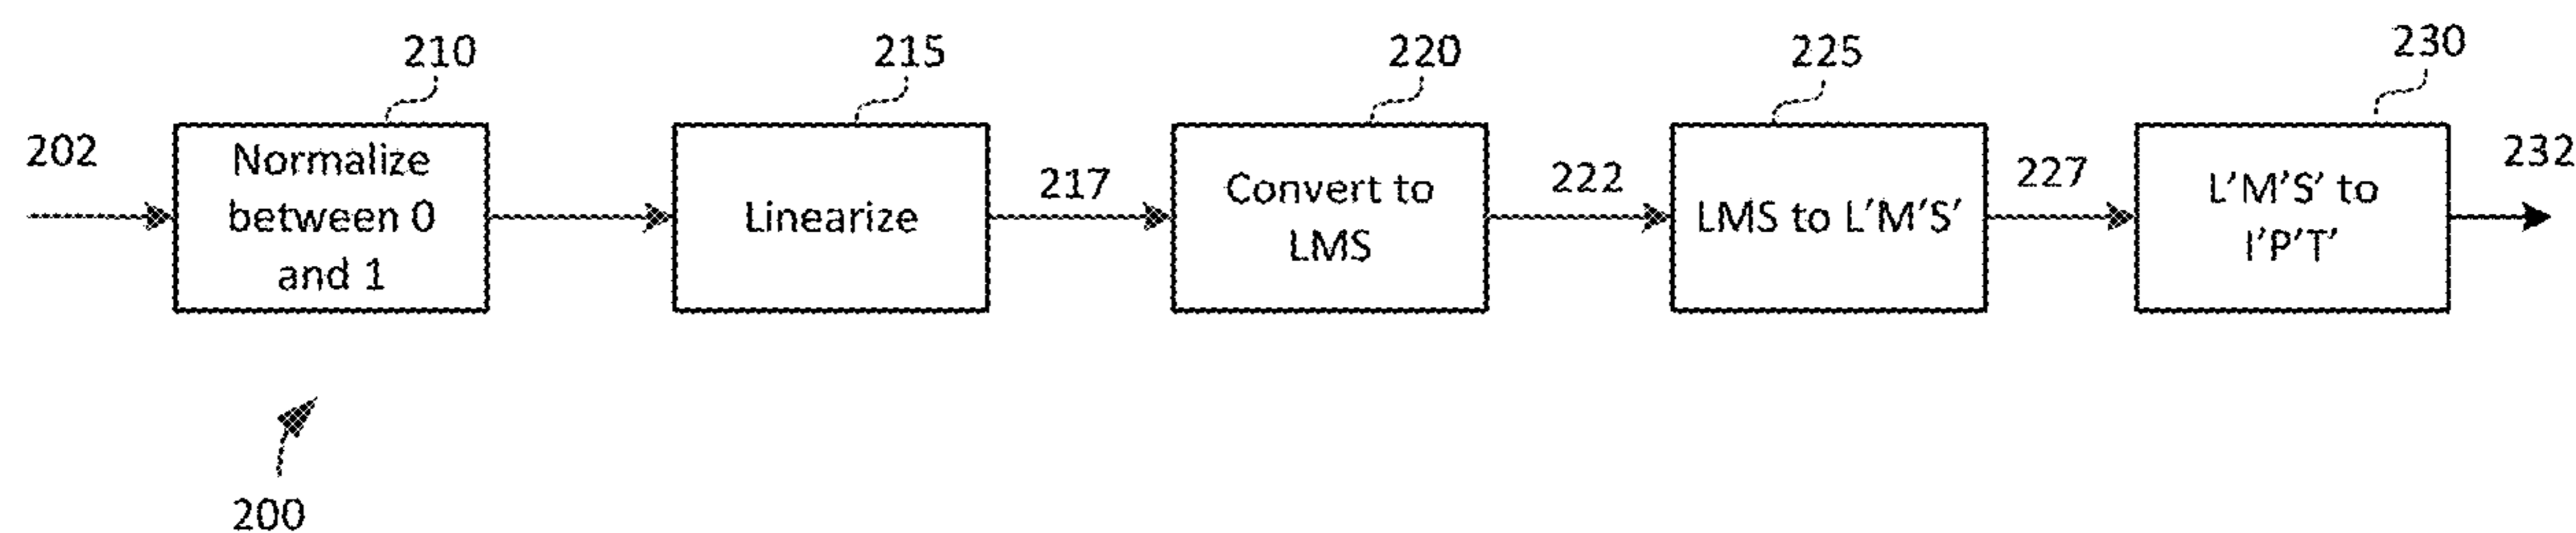 210
215
220
225
230
202
Normalize
between 0
and 1
Linearize
217
Convert to
LMS
222
LMS to L'M'S'
227
L'M'S' to
I'P'T'
232
200